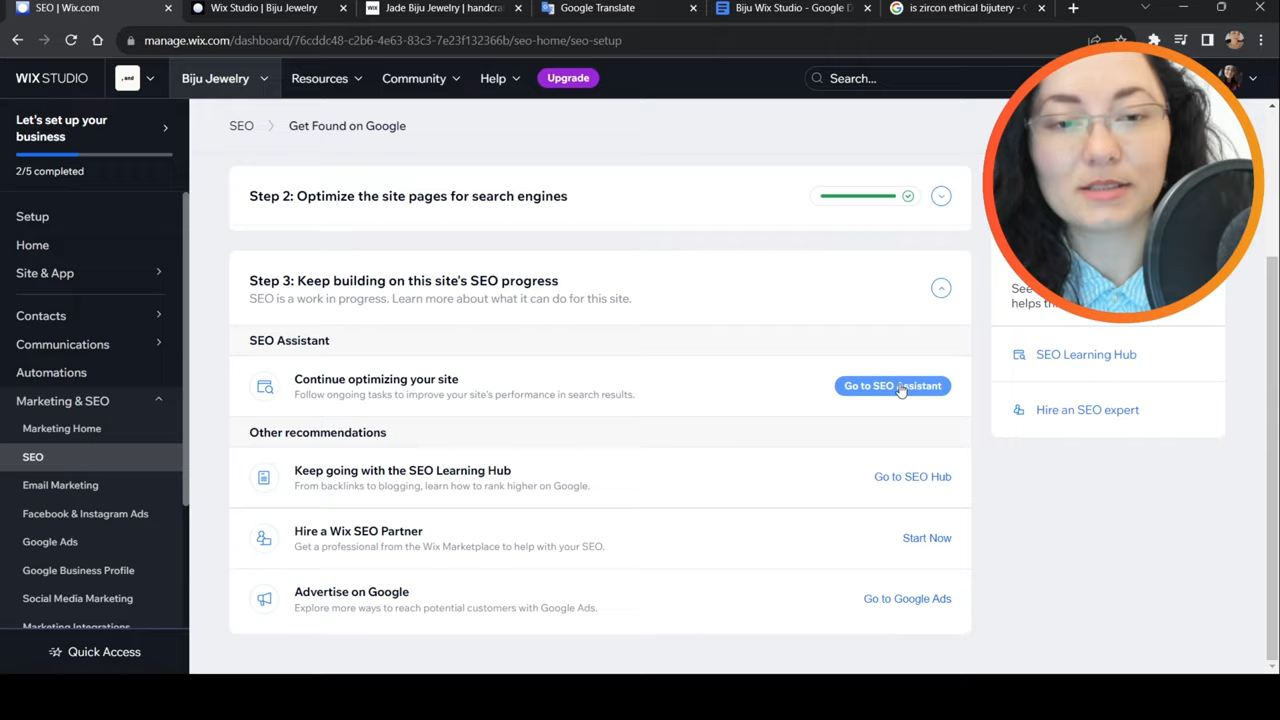 SEO | Wix.com
Wix Studio | Biju Jewelry
WIX
Jade Biju Jewelry | handcra
Google Translate
Biju Wix Studio - Google D
is zircon ethical bijutery - G
manage.wix.com/dashboard/76cddc48-c2b6-4e63-83c3-7e23f132366b/seo-home/seo-setup
WIX STUDIO
.and
Biju Jewelry
Resources
Community
Help
Upgrade
Search...
Let's set up your
business
2/5 completed
Setup
Home
Site & App
Contacts
Communications
Automations
Marketing & SEO
Marketing Home
SEO
Email Marketing
Facebook & Instagram Ads
Google Ads
Google Business Profile
Social Media Marketing
Marketing Integrations
Quick Access
SEO
Get Found on Google
Step 2: Optimize the site pages for search engines
Step 3: Keep building on this site's SEO progress
SEO is a work in progress. Learn more about what it can do for this site.
SEO Assistant
Continue optimizing your site
Follow ongoing tasks to improve your site's performance in search results.
Go to SEO Assistant
Other recommendations
Keep going with the SEO Learning Hub
From backlinks to blogging, learn how to rank higher on Google.
Go to SEO Hub
Hire a Wix SEO Partner
Get a professional from the Wix Marketplace to help with your SEO.
Start Now
Advertise on Google
Explore more ways to reach potential customers with Google Ads.
Go to Google Ads
See
helps
SEO Learning Hub
Hire an SEO expert